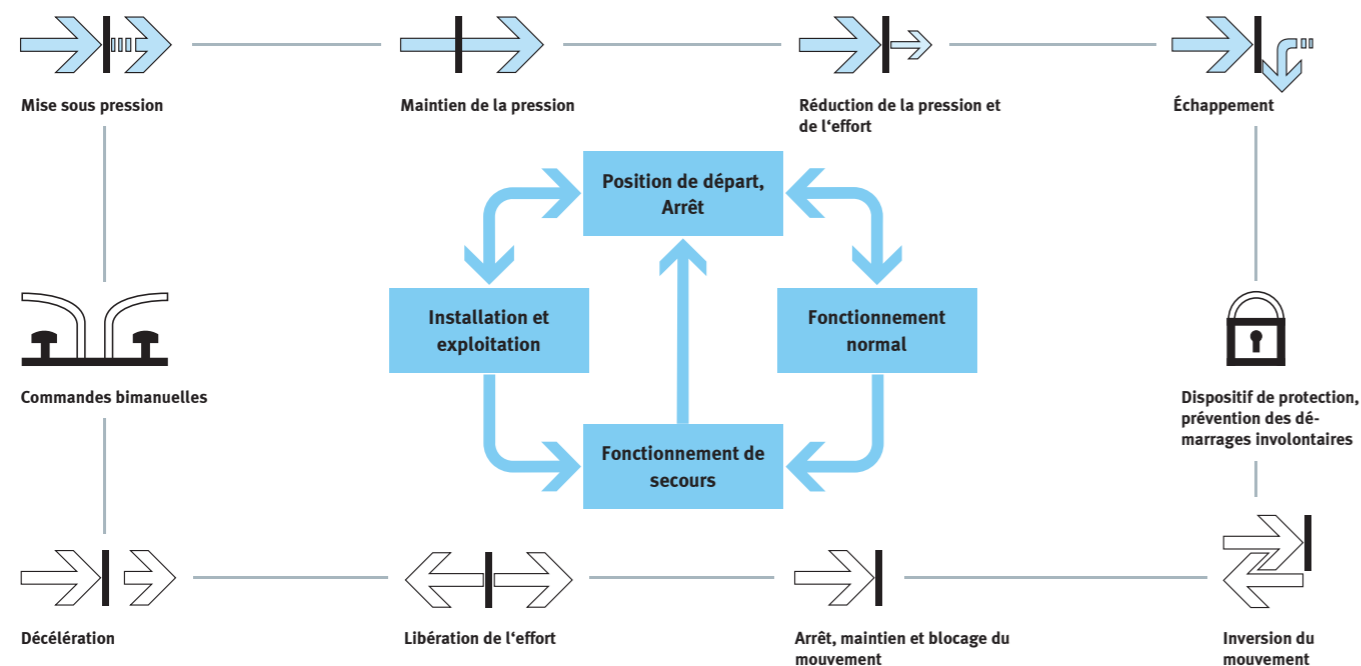 Mise sous pression
Maintien de la pression
Réduction de la pression et
de l‘effort
Échappement
Position de départ,
Arrêt
Installation et
exploitation
Fonctionnement
normal
Commandes bimanuelles
Dispositif de protection,
prévention des dé-
marrages involontaires
Fonctionnement de
secours
Décélération
Libération de l‘effort
Arrêt, maintien et blocage du
mouvement
Inversion du
mouvement